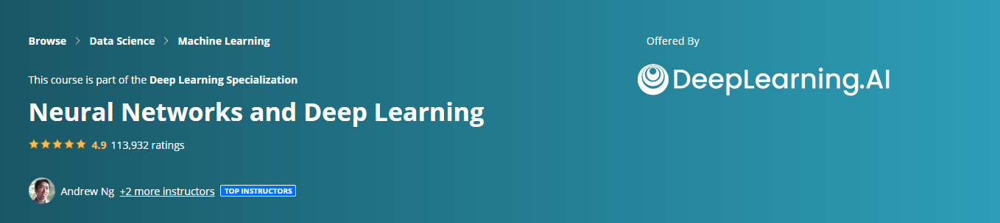 Browse > Data Science > Machine Learning
Offered By
This course is part of the Deep Learning Specialization
DeepLearning.AI
Neural Networks and Deep Learning
4.9 113,932 ratings
Andrew Ng +2 more instructors TOP INSTRUCTORS